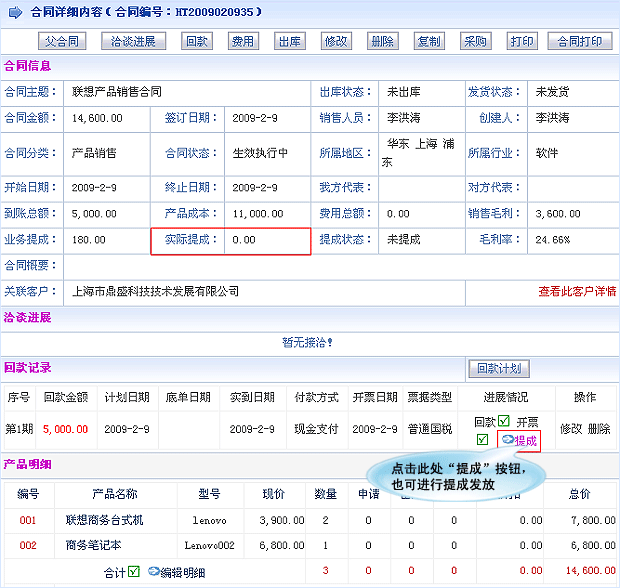 合同详细内容(合同编号:HT2009020935)
父合同 洽谈进展 回款 费用 出库 修改 删除 复制 采购 打印 合同打印
合同信息
合同主题: 联想产品销售合同 出库状态: 未出库 发货状态: 未发货
合同金额: 14,600.00 签订日期: 2009-2-9 销售人员: 李洪涛 创建人: 李洪涛
合同分类: 产品销售 合同状态: 生效执行中 所属地区: 华东 上海 浦东 所属行业: 软件
开始日期: 2009-2-9 终止日期: 2009-2-9 我方代表: 对方代表:
到账总额: 5,000.00 产品成本: 11,000.00 费用总额: 0.00 销售毛利: 3,600.00
业务提成: 180.00 实际提成: 0.00 提成状态: 未提成 毛利率: 24.66%
合同概要:
关联客户: 上海市鼎盛科技技术发展有限公司 查看此客户详情
洽谈进展
暂无接洽!
回款记录 回款计划
序号 回款金额 计划日期 底单日期 实到日期 付款方式 开票日期 票据类型 进展情况 操作
第1期 5,000.00 2009-2-9 2009-2-9 现金支付 2009-2-9 普通国税 回款 开票 提成 修改 删除
产品明细
点击此处“提成”按钮,
也可进行提成发放
编号 产品名称 型号 现价 数量 申请 总价
001 联想商务台式机 lenovo 3,900.00 2 0 0 0 0.00 7,800.00
002 商务笔记本 Lenovo002 6,800.00 1 0 0 0 0.00 6,800.00
合计 编辑明细 3 0 0 0 0.00 14,600.00